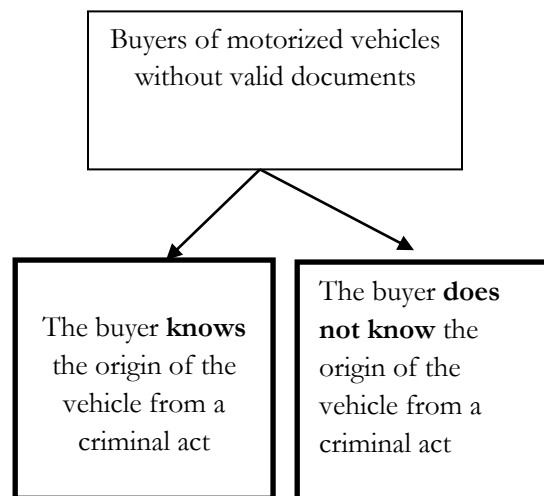 Buyers of motorized vehicles
without valid documents
The buyer knows
the origin of the
vehicle from a
criminal act
The buyer does
not know the
origin of the
vehicle from a
criminal act